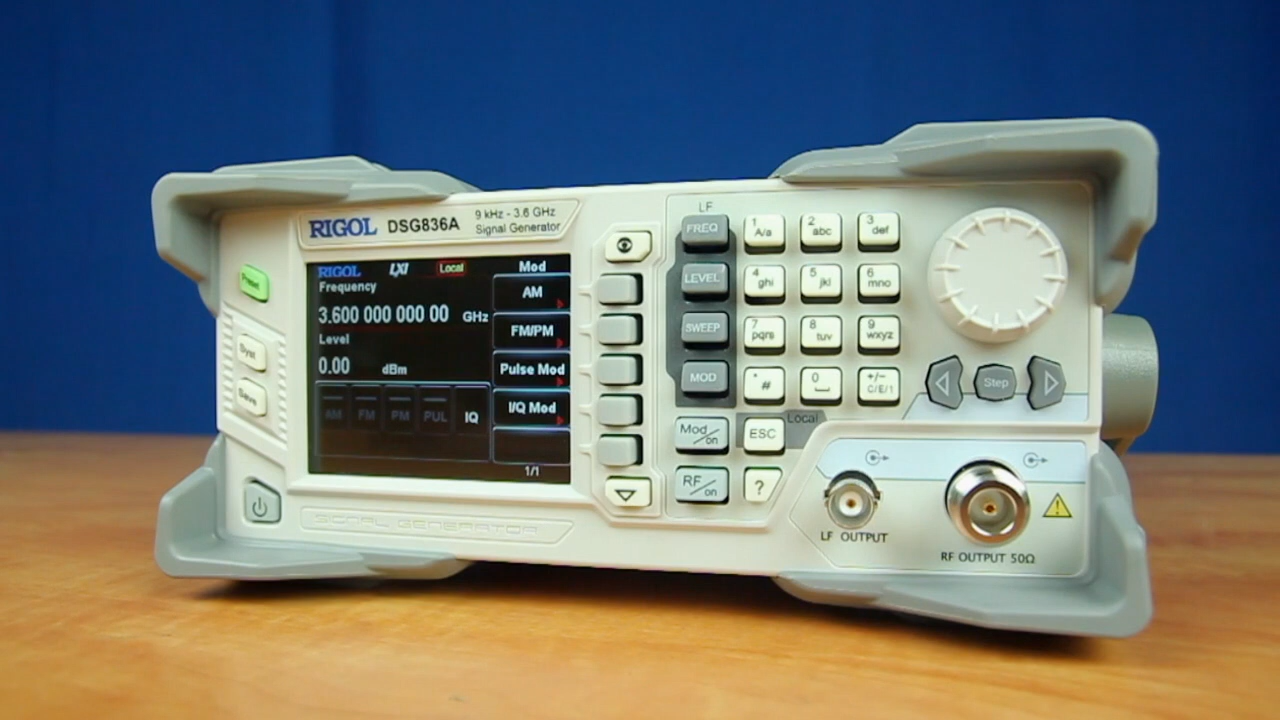 RIGOL DSG836A 9 kHz - 3.6 GHz
Signal Generator
RIGOL LXI Local Mod
Frequency
3.600 000 000 00 GHz
Level
0.00 dBm
AM FM PM PUL IQ
AM
FM/PM
Pulse Mod
I/Q Mod
1/1
Preset
Syst
Save
SIGNAL GENERATOR
LF
FREQ
LEVEL
SWEEP
MOD
Mod/on
RF/on
1 A/a
2 abc
3 def
4 ghi
5 jkl
6 mno
7 pqrs
8 tuv
9 wxyz
. #
0
+/- C/E/1
ESC
Local
?
Step
LF OUTPUT
RF OUTPUT 50Ω